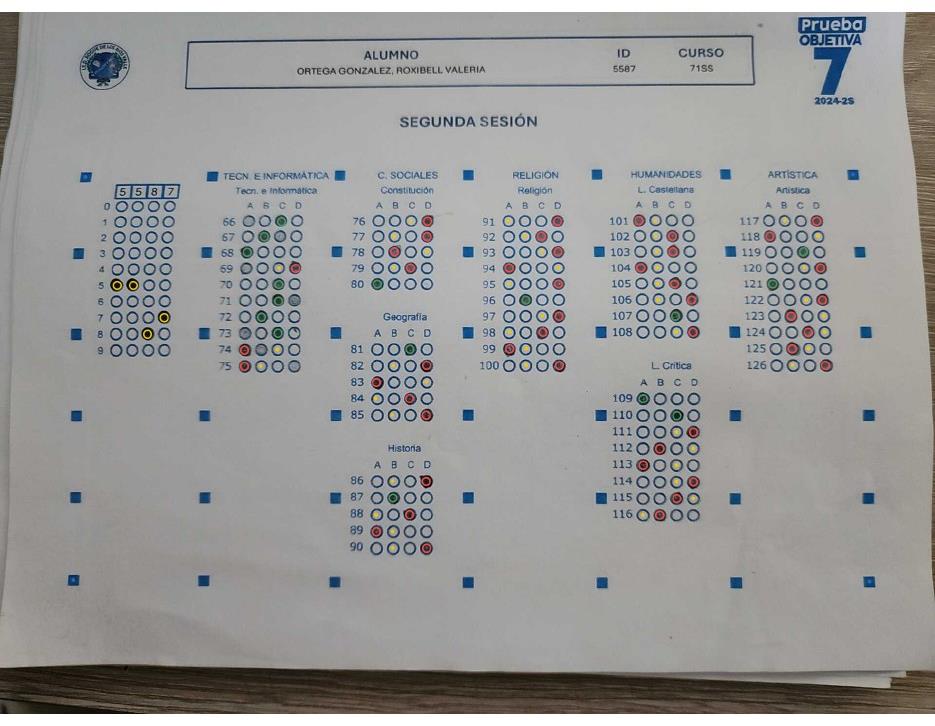 Prueba
OBJETIVA
7
2024-2S
ALUMNO ID CURSO
ORTEGA GONZALEZ, ROXIBELL VALERIA 5587 71SS
SEGUNDA SESIÓN
5 5 8 7
0
1
2
3
4
5
6
7
8
9
TECN. E INFORMÁTICA
Tecn. e Informática
A B C D
66
67
68
69
70
71
72
73
74
75
C. SOCIALES
Constitución
A B C D
76
77
78
79
80
Geografía
A B C D
81
82
83
84
85
Historia
A B C D
86
87
88
89
90
RELIGIÓN
Religión
A B C D
91
92
93
94
95
96
97
98
99
100
HUMANIDADES
L. Castellana
A B C D
101
102
103
104
105
106
107
108
L. Crítica
A B C D
109
110
111
112
113
114
115
116
ARTÍSTICA
Artística
A B C D
117
118
119
120
121
122
123
124
125
126